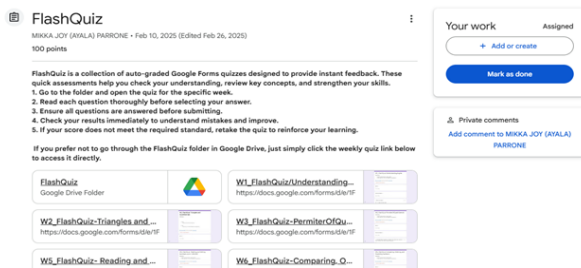 FlashQuiz
MIKKA JOY (AYALA) PARRONE • Feb 10, 2025 (Edited Feb 26, 2025)
100 points
FlashQuiz is a collection of auto-graded Google Forms quizzes designed to provide instant feedback. These
quick assessments help you check your understanding, review key concepts, and strengthen your skills.
1. Go to the folder and open the quiz for the specific week.
2. Read each question thoroughly before selecting your answer.
3. Ensure all questions are answered before submitting.
4. Check your results immediately to understand mistakes and improve.
5. If your score does not meet the required standard, retake the quiz to reinforce your learning.
If you prefer not to go through the FlashQuiz folder in Google Drive, just simply click the weekly quiz link below
to access it directly.
FlashQuiz
Google Drive Folder
W1_FlashQuiz/Understanding...
https://docs.google.com/forms/d/e/1F
W2_FlashQuiz-Triangles and ...
https://docs.google.com/forms/d/e/1F
W3_FlashQuiz-PermiterOfQu...
https://docs.google.com/forms/d/e/1F
W5_FlashQuiz- Reading and ...
W6_FlashQuiz-Comparing, O...
Your work
Assigned
+ Add or create
Mark as done
Private comments
Add comment to MIKKA JOY (AYALA)
PARRONE